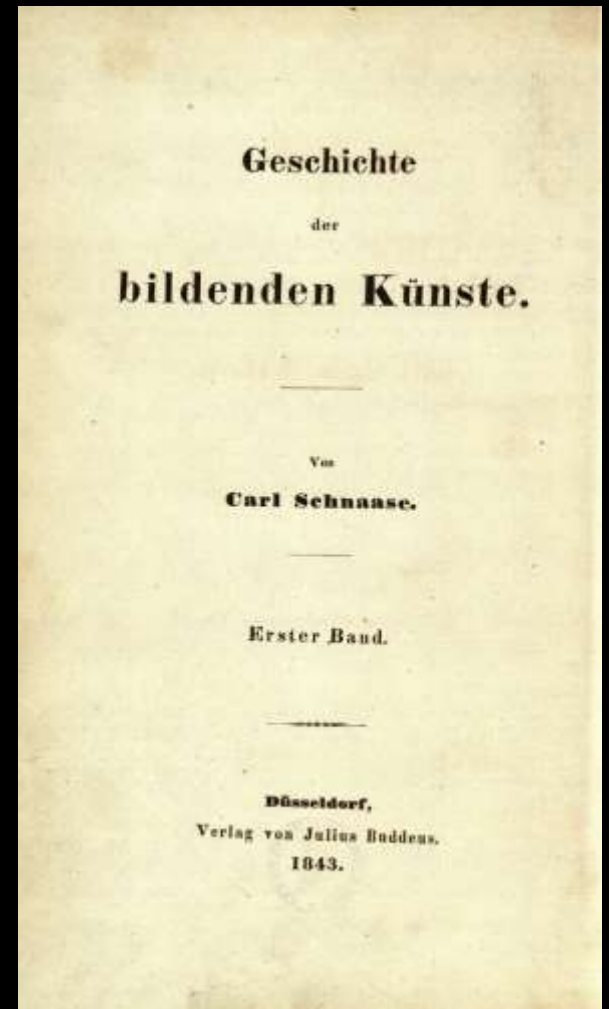 Geschichte
der
bildenden Künste.
Von
Carl Schnaase.
Erster Band.
Düsseldorf,
Verlag von Julius Buddeus.
1843.